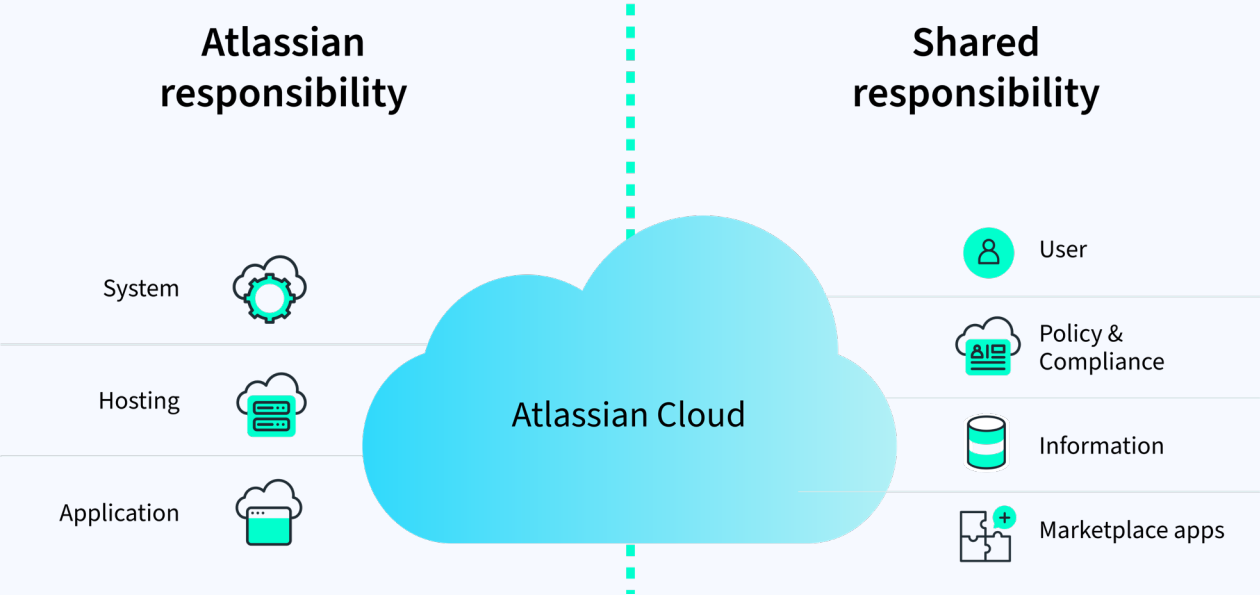 Atlassian
responsibility
System
Hosting
Application
Atlassian Cloud
Shared
responsibility
User
Policy &
Compliance
Information
Marketplace apps